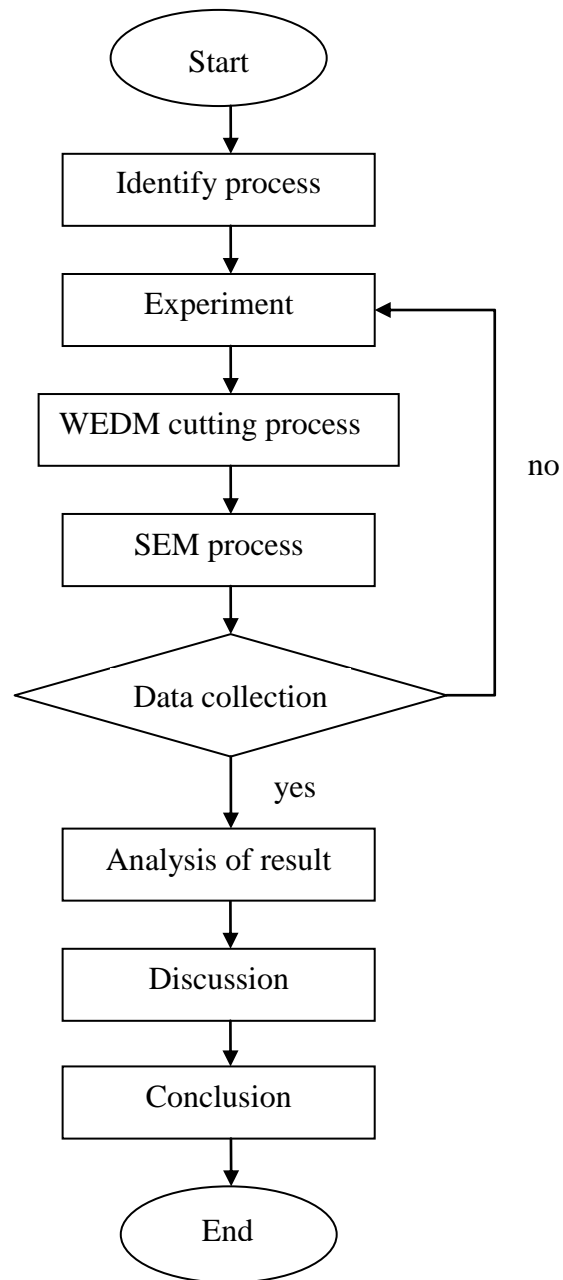 Start
Identify process
Experiment
WEDM cutting process
no
SEM process
Data collection
yes
Analysis of result
Discussion
Conclusion
End